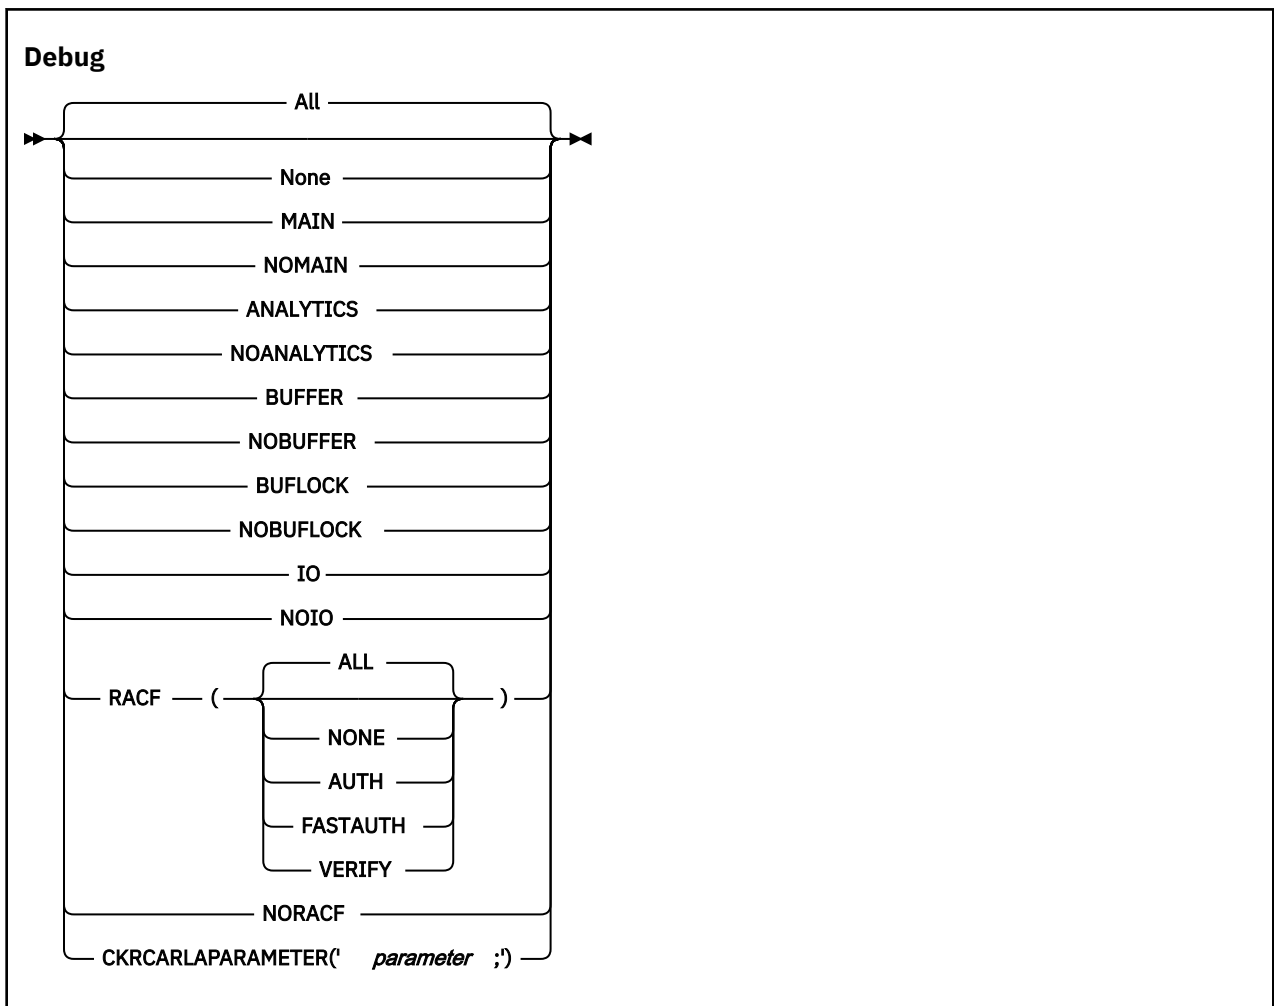 Debug
All
None
MAIN
NOMAIN
ANALYTICS
NOANALYTICS
BUFFER
NOBUFFER
BUFLOCK
NOBUFLOCK
IO
NOIO
ALL
RACF ( )
NONE
AUTH
FASTAUTH
VERIFY
NORACF
CKRCARLAPARAMETER(' parameter ;')